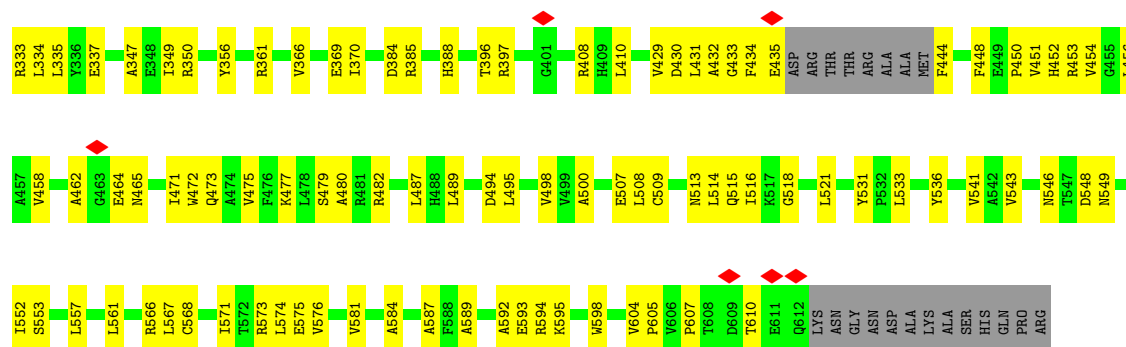 R333 L334 L335 Y336 E337 A347 E348 I349 R350 Y356 R361 V366 E369 I370 D384 R385 H388 T396 R397 G401 R408 H409 L410 V429 D430 L431 A432 G433 F434 E435 ASP ARG THR THR ARG ALA ALA MET F444 F448 E449 P450 V451 H452 R453 V454 G455 L456
A457 V458 A462 G463 E464 N465 I471 W472 Q473 A474 V475 F476 K477 L478 S479 A480 R481 R482 L487 H488 L489 D494 L495 V498 V499 A500 E507 L508 C509 N513 L514 Q515 I516 K517 G518 L521 Y531 P532 L533 Y536 V541 A542 V543 N546 T547 D548 N549
I552 S553 L557 L561 R566 L567 C568 I571 T572 R573 L574 E575 V576 V581 A584 A587 F588 A589 A592 E593 R594 K595 W598 V604 P605 V606 F607 T608 D609 T610 E611 Q612 LYS ASN GLY ASN ASP ALA LYS ALA SER HIS GLN PRO ARG